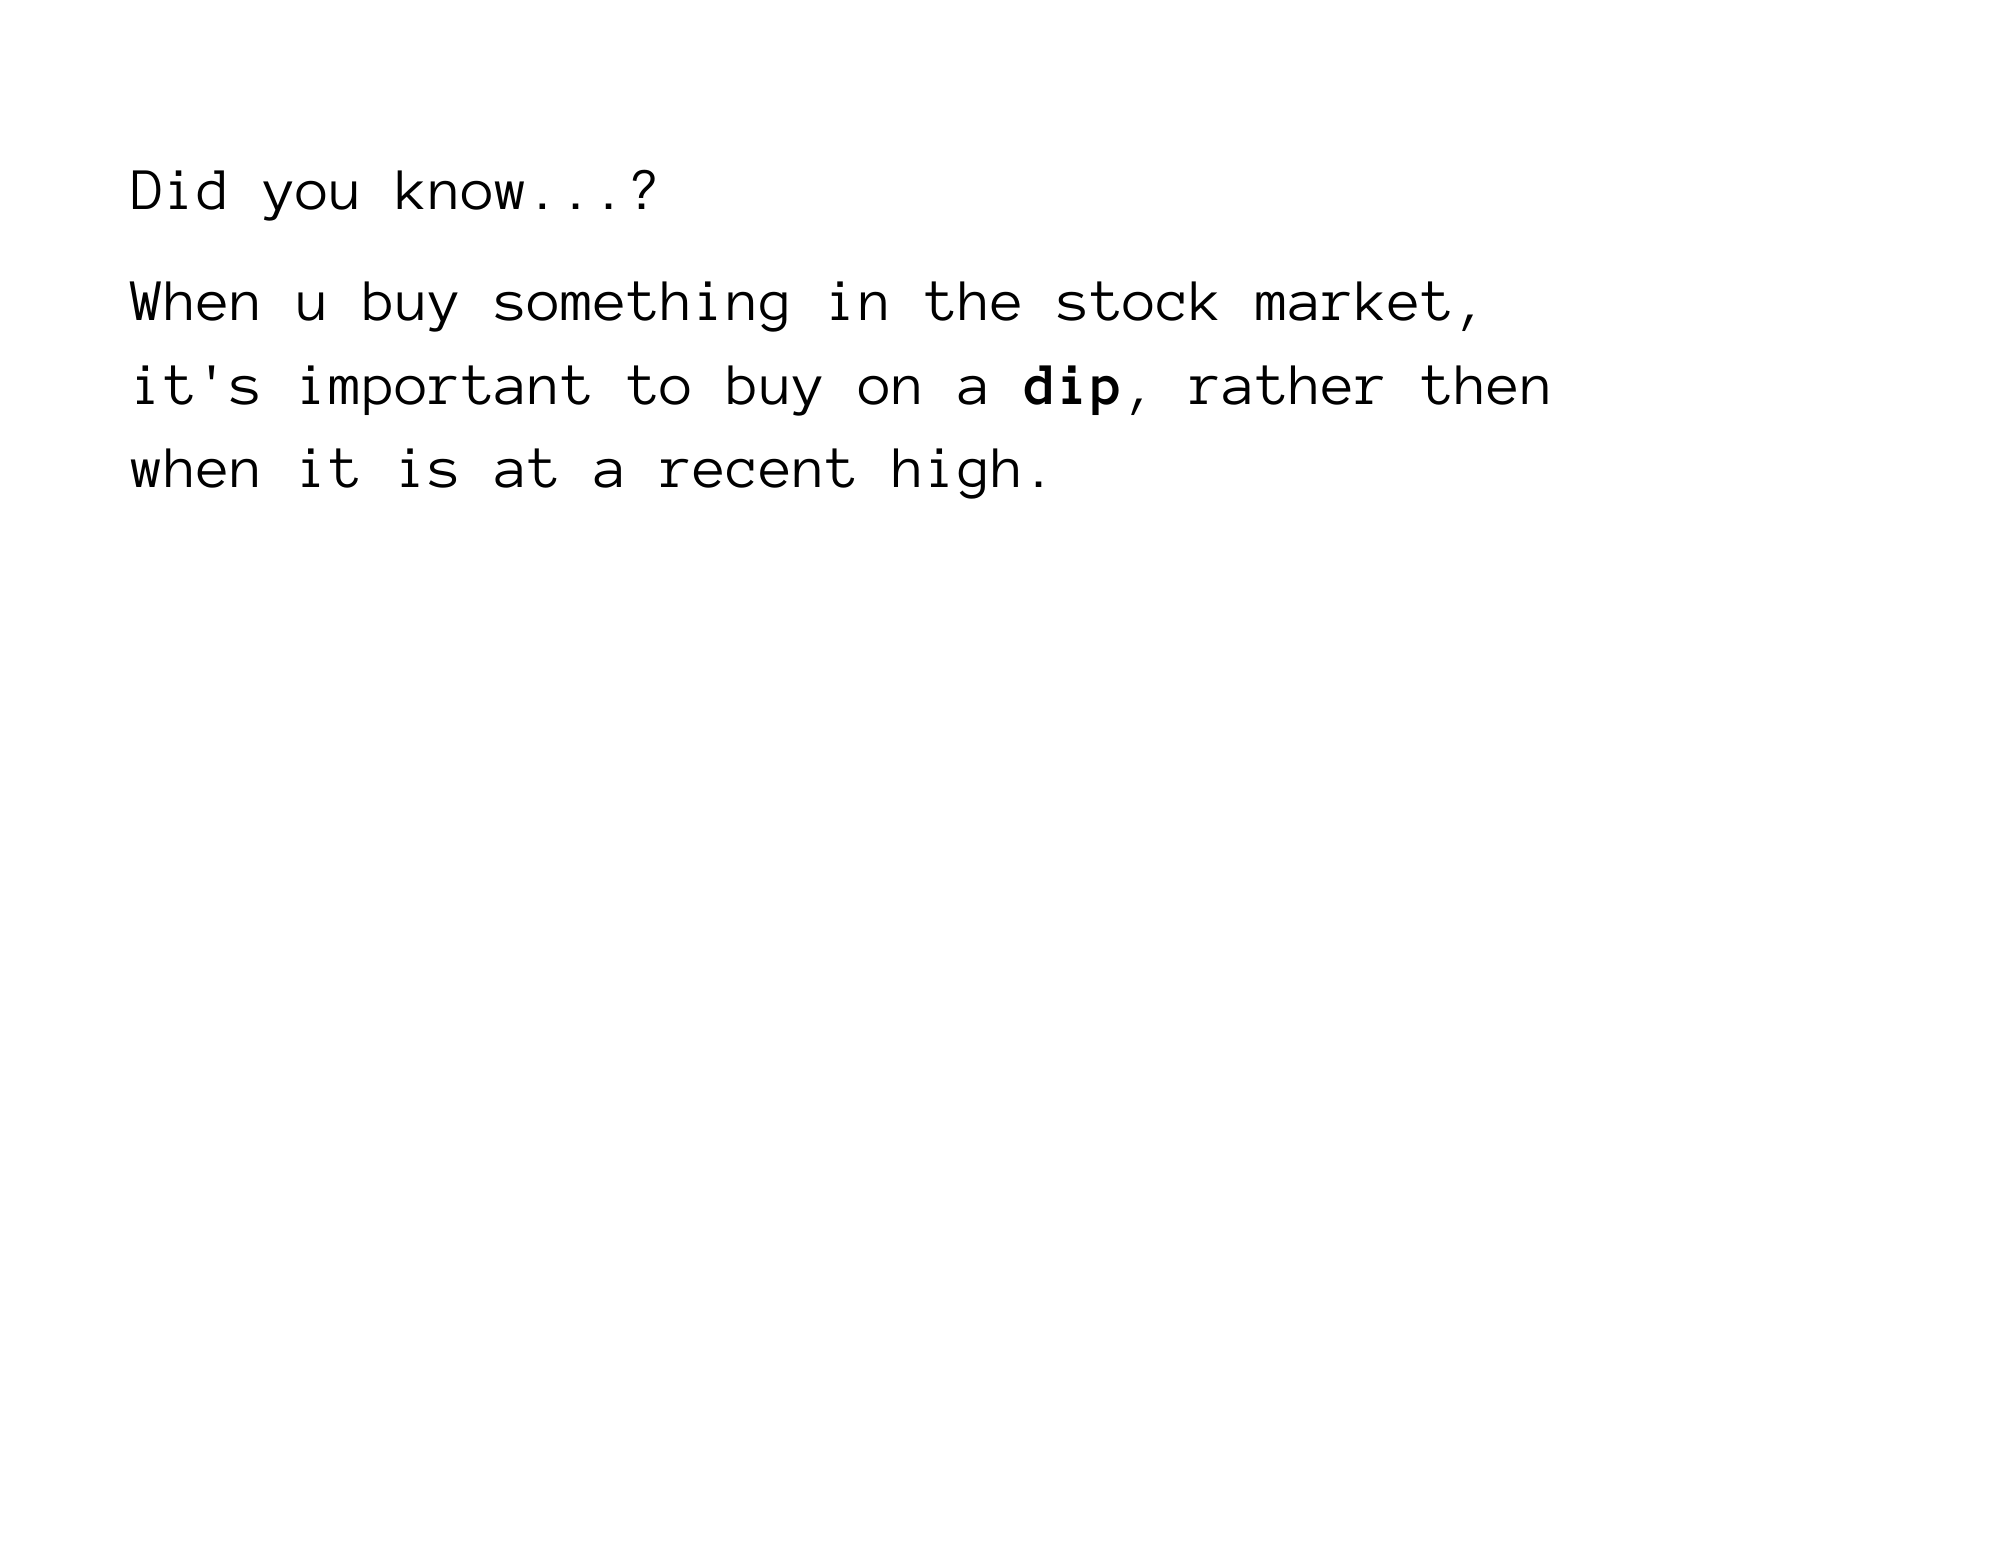 Did you know...?
When u buy something in the stock market,
it's important to buy on a dip, rather then
when it is at a recent high.